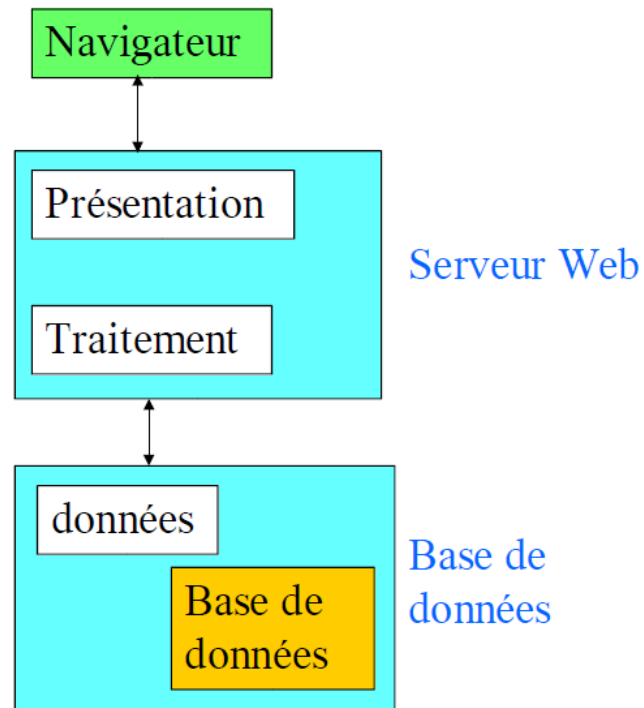 Navigateur
Présentation
Serveur Web
Traitement
données
Base de
données
Base de
données